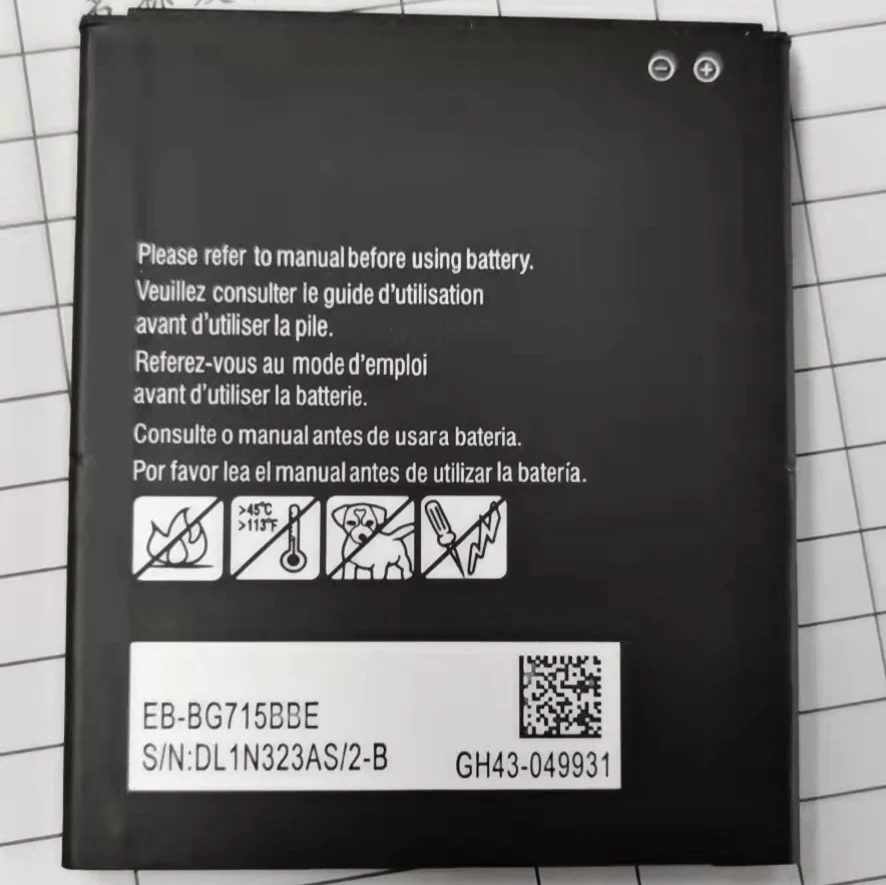 Please refer to manual before using battery.
Veuillez consulter le guide d'utilisation
avant d'utiliser la pile.
Referez-vous au mode d'emploi
avant d'utiliser la batterie.
Consulte o manual antes de usara bateria.
Por favor lea el manual antes de utilizar la batería.
>45°C
>113°F
EB-BG715BBE
S/N:DL1N323AS/2-B
GH43-049931